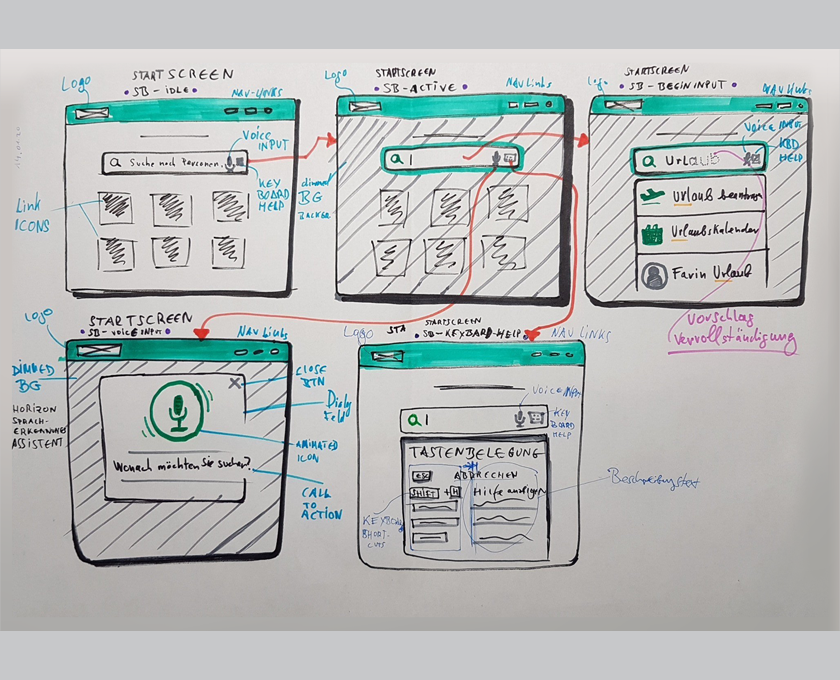 Logo
STARTSCREEN
• SB-IDLE •
NAV-LINKS
Suche nach Personen,
VOICE
INPUT
KEY
BOARD
HELP
Link
ICONS
Logo
STARTSCREEN
• SB-ACTIVE •
NAV Links
dimmed
BG
Logo
STARTSCREEN
• SB-BEGIN INPUT •
NAV Links
VOICE INPUT
KBD
HELP
Urlaub
Urlaub beantragen
Urlaubskalender
Farin Urlaub
Vorschlag
Vervollständigung
Logo
STARTSCREEN
• SB-VOICE INPUT •
NAV Links
DIMMED
BG
HORIZON
SPRACH-
ERKENNUNGS
ASSISTENT
X
CLOSE
BTN
Dialog
Feld
ANIMATED
ICON
Wonach möchten Sie suchen?
CALL
TO
ACTION
Logo
STA
STARTSCREEN
• SB-KEYBOARD-HELP •
NAV LINKS
VOICE INPUT
KEY
BOARD
HELP
TASTENBELEGUNG
ESC ABBRECHEN
SHIFT + H Hilfe anzeigen
KEYBOARD
SHORT-
CUTS
Beschreibungstext